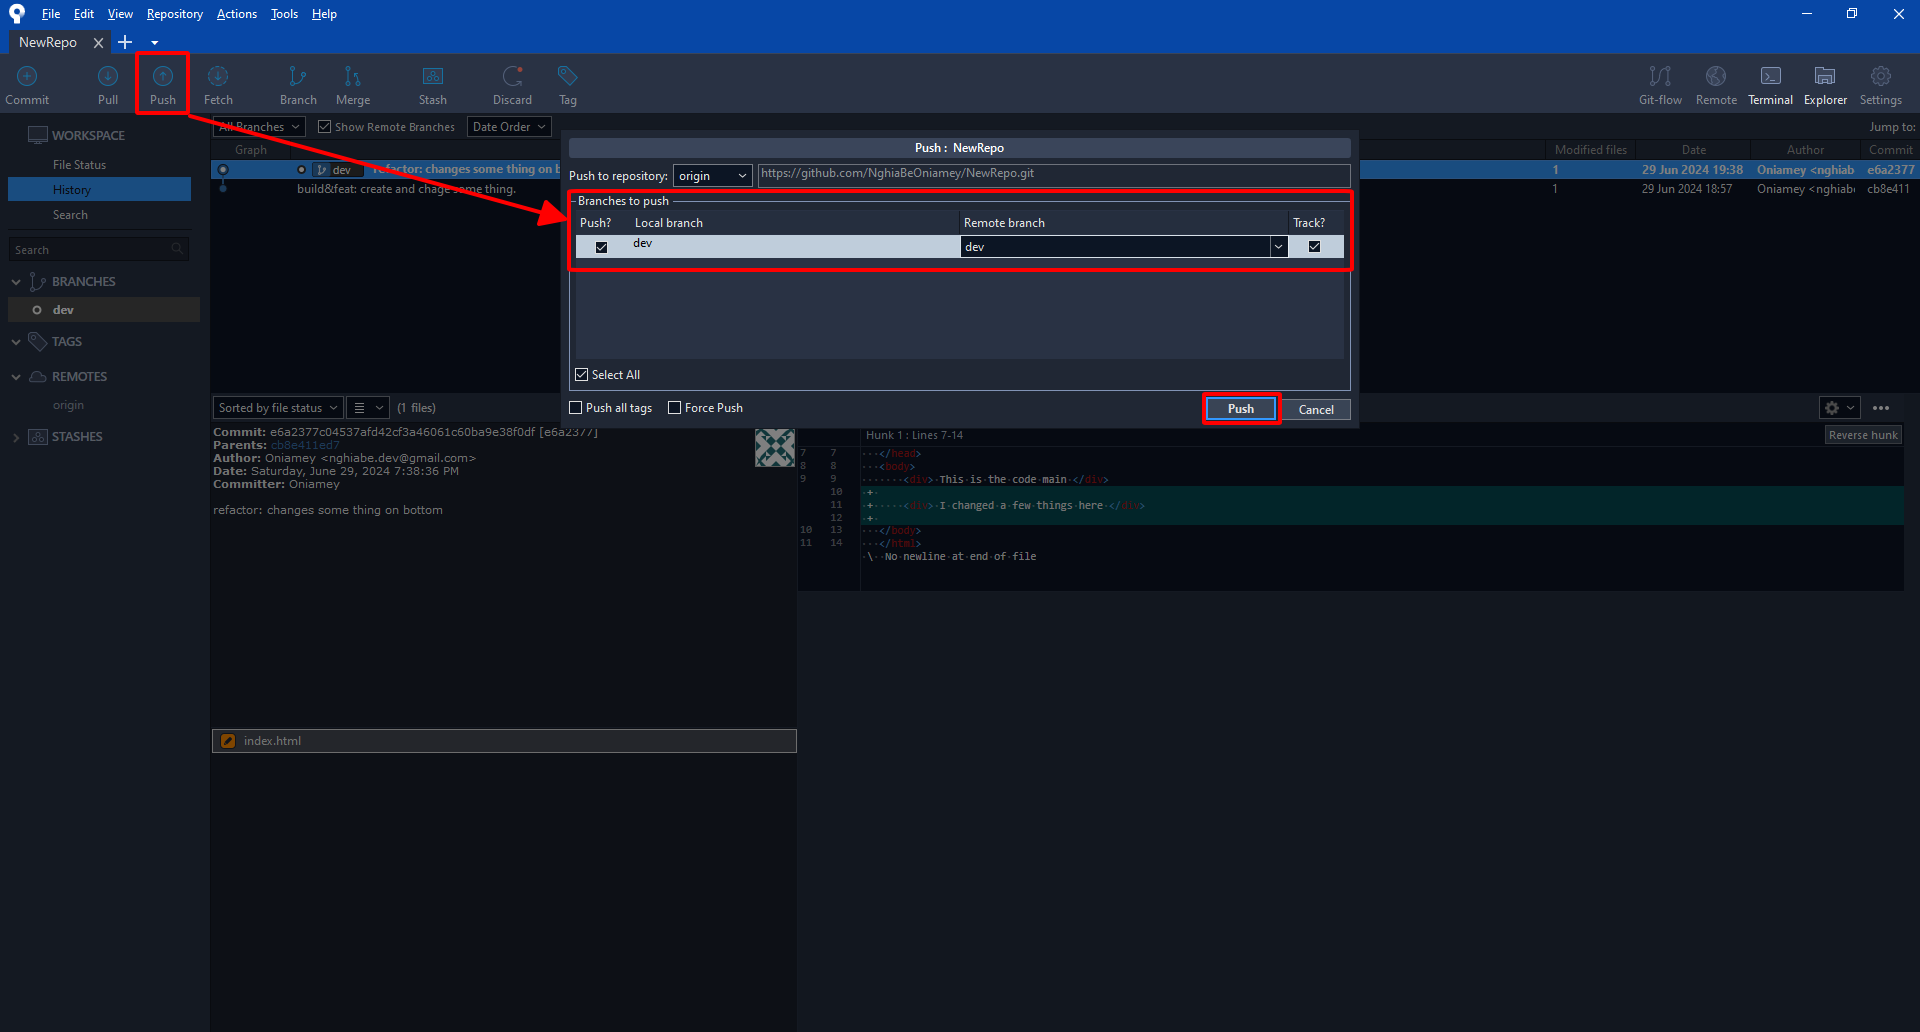 File Edit View Repository Actions Tools Help
NewRepo
Commit Pull Push Fetch Branch Merge Stash Discard Tag Git-flow Remote Terminal Explorer Settings
WORKSPACE
File Status
History
Search
Search
BRANCHES
dev
TAGS
REMOTES
origin
STASHES
All Branches Show Remote Branches Date Order Jump to:
Graph Modified files Date Author Commit
dev refactor: changes some thing on b 1 29 Jun 2024 19:38 Oniamey <nghiab e6a2377
build&feat: create and chage some thing. 1 29 Jun 2024 18:57 Oniamey <nghiabe cb8e411
Push : NewRepo
Push to repository: origin https://github.com/NghiaBeOniamey/NewRepo.git
Branches to push
Push? Local branch Remote branch Track?
dev dev
Select All
Push all tags Force Push Push Cancel
Sorted by file status (1 files)
Commit: e6a2377c04537afd42cf3a46061c60ba9e38f0df [e6a2377]
Parents: cb8e411ed7
Author: Oniamey <nghiabe.dev@gmail.com>
Date: Saturday, June 29, 2024 7:38:36 PM
Committer: Oniamey
refactor: changes some thing on bottom
index.html
Hunk 1 : Lines 7-14 Reverse hunk
7 7 ···</head>
8 8 ···<body>
9 9 ·······<div>·This·is·the·code·main·</div>
10 +·
11 +·····<div>·I·changed·a·few·things·here·</div>
12 +·
10 13 ···</body>
11 14 ···</html>
\··No·newline·at·end·of·file